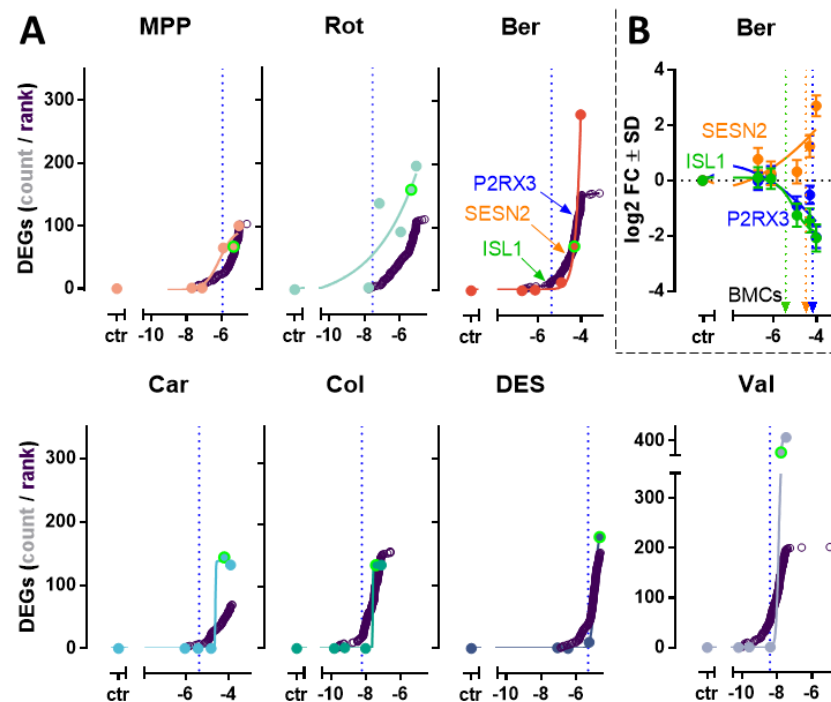 A
MPP
Rot
Ber
B
Ber
DEGs (count / rank)
300
200
100
0
P2RX3
SESN2
ISL1
log2 FC ± SD
4
2
0
-2
-4
SESN2
ISL1
P2RX3
BMCs
ctr
-10
-8
-6
ctr
-10
-8
-6
ctr
-6
-4
ctr
-6
-4
Car
Col
DES
Val
DEGs (count / rank)
300
200
100
0
400
300
200
100
0
ctr
-6
-4
ctr
-10
-8
-6
ctr
-8
-6
ctr
-10
-8
-6